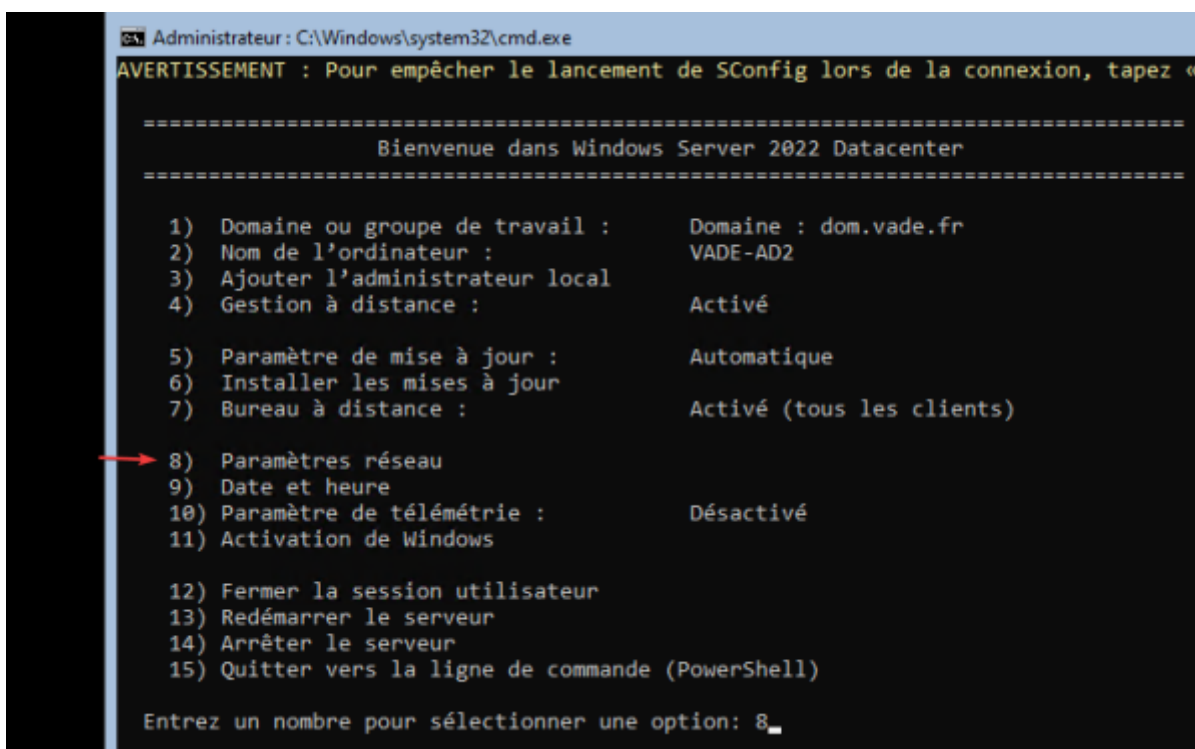 Administrateur : C:\Windows\system32\cmd.exe
AVERTISSEMENT : Pour empêcher le lancement de SConfig lors de la connexion, tapez «
================================================================================
Bienvenue dans Windows Server 2022 Datacenter
================================================================================
1) Domaine ou groupe de travail : Domaine : dom.vade.fr
2) Nom de l’ordinateur : VADE-AD2
3) Ajouter l’administrateur local
4) Gestion à distance : Activé
5) Paramètre de mise à jour : Automatique
6) Installer les mises à jour
7) Bureau à distance : Activé (tous les clients)
8) Paramètres réseau
9) Date et heure
10) Paramètre de télémétrie : Désactivé
11) Activation de Windows
12) Fermer la session utilisateur
13) Redémarrer le serveur
14) Arrêter le serveur
15) Quitter vers la ligne de commande (PowerShell)
Entrez un nombre pour sélectionner une option: 8